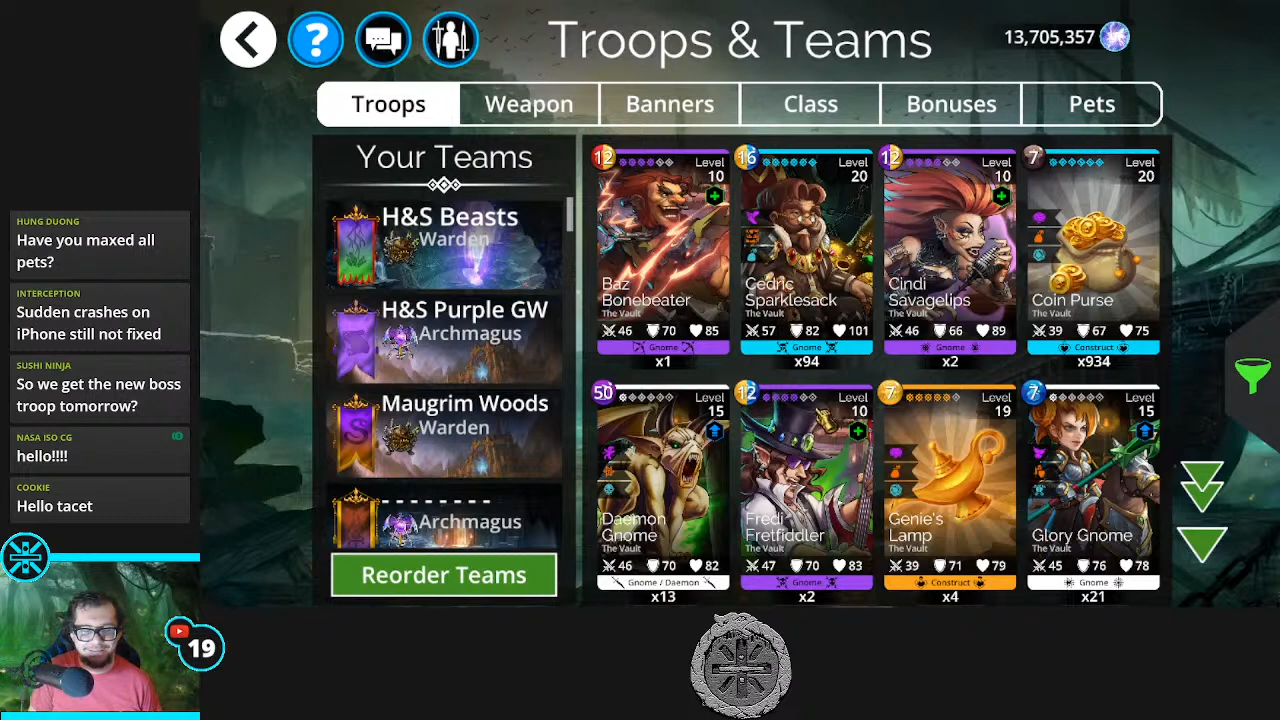 Troops & Teams
13,705,357
Troops
Weapon
Banners
Class
Bonuses
Pets
HUNG DUONG
Have you maxed all
pets?
INTERCEPTION
Sudden crashes on
iPhone still not fixed
SUSHI NINJA
So we get the new boss
troop tomorrow?
NASA ISO CG
hello!!!!
COOKIE
Hello tacet
19
Your Teams
H&S Beasts
Warden
H&S Purple GW
Archmagus
Maugrim Woods
Warden
- - - - - - - - -
Archmagus
Reorder Teams
12
Level
10
Baz
Bonebeater
The Vault
46 70 85
Gnome
x1
16
Level
20
Cedric
Sparklesack
The Vault
57 82 101
Gnome
x94
12
Level
10
Cindi
Savagelips
The Vault
46 66 89
Gnome
x2
7
Level
20
Coin Purse
The Vault
39 67 75
Construct
x934
50
Level
15
Daemon
Gnome
The Vault
46 70 82
Gnome / Daemon
x13
12
Level
10
Fredi
Fretfiddler
The Vault
47 70 83
Gnome
x2
7
Level
19
Genie's
Lamp
The Vault
39 71 79
Construct
x4
7
Level
15
Glory Gnome
The Vault
45 76 78
Gnome
x21